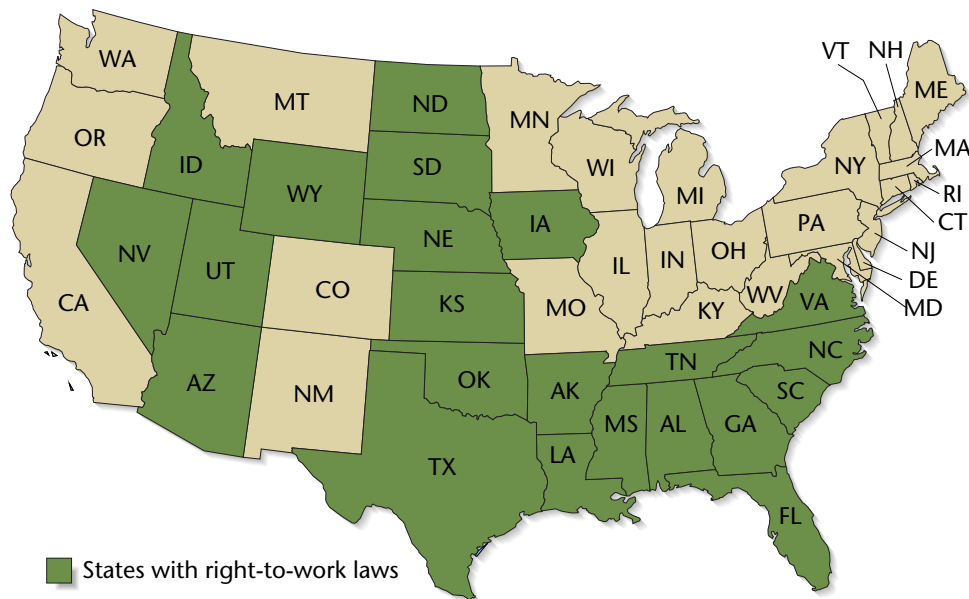 WA
VT
NH
ME
MT
ND
MN
OR
MA
ID
SD
WI
NY
WY
MI
RI
IA
CT
NE
PA
NV
NJ
OH
UT
IL
IN
DE
CA
CO
WV
MD
KS
MO
VA
KY
NC
TN
AZ
OK
AK
SC
NM
MS
AL
GA
LA
TX
FL
States with right-to-work laws